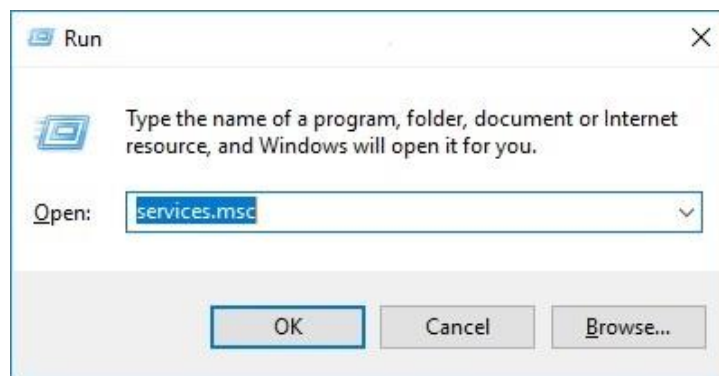 Run
Type the name of a program, folder, document or Internet
resource, and Windows will open it for you.
Open:
services.msc
OK
Cancel
Browse...